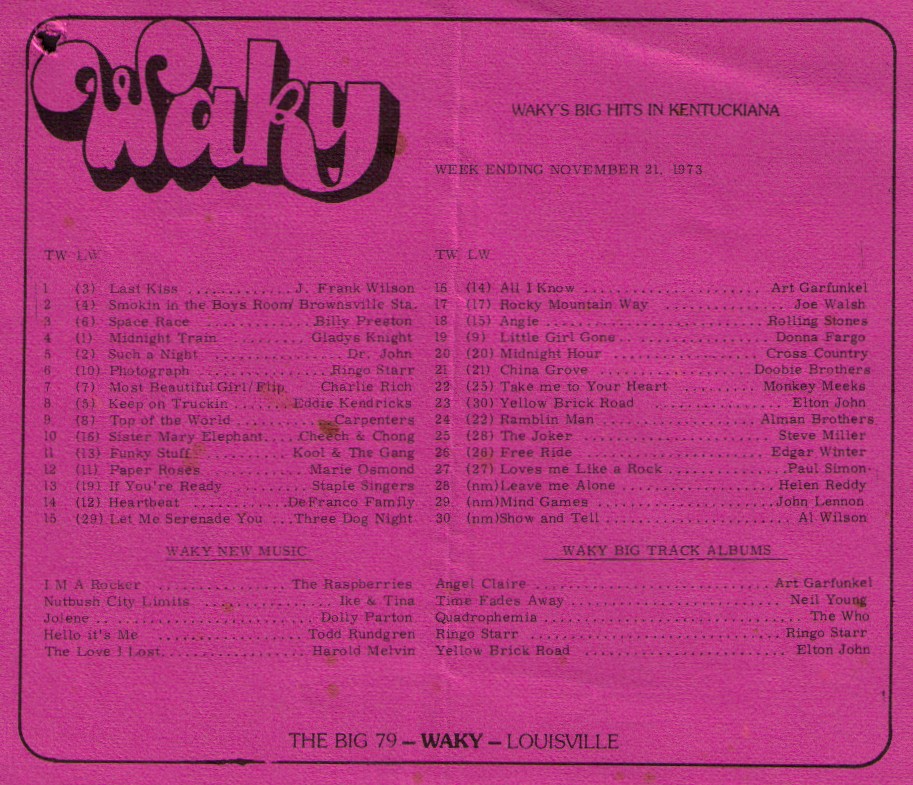 Waky
WAKY'S BIG HITS IN KENTUCKIANA
WEEK ENDING NOVEMBER 21, 1973
TW LW
1 (3) Last Kiss ............ J. Frank Wilson
2 (4) Smokin in the Boys Room/ Brownsville Sta.
3 (6) Space Race ............ Billy Preston
4 (1) Midnight Train ......... Gladys Knight
5 (2) Such a Night ............ Dr. John
6 (10) Photograph ............ Ringo Starr
7 (7) Most Beautiful Girl/Flip Charlie Rich
8 (5) Keep on Truckin ....... Eddie Kendricks
9 (8) Top of the World ......... Carpenters
10 (16) Sister Mary Elephant.... Cheech & Chong
11 (13) Funky Stuff ......... Kool & The Gang
12 (11) Paper Roses ........... Marie Osmond
13 (19) If You're Ready ....... Staple Singers
14 (12) Heartbeat ........... DeFranco Family
15 (29) Let Me Serenade You ...Three Dog Night
TW LW
16 (14) All I Know ........................ Art Garfunkel
17 (17) Rocky Mountain Way ............ Joe Walsh
18 (15) Angie ........................ Rolling Stones
19 (9) Little Girl Gone ................ Donna Fargo
20 (20) Midnight Hour ................ Cross Country
21 (21) China Grove ................ Doobie Brothers
22 (25) Take me to Your Heart ......... Monkey Meeks
23 (30) Yellow Brick Road ................ Elton John
24 (22) Ramblin Man ................ Alman Brothers
25 (28) The Joker .................... Steve Miller
26 (26) Free Ride .................... Edgar Winter
27 (27) Loves me Like a Rock ............ Paul Simon
28 (nm)Leave me Alone ................ Helen Reddy
29 (nm)Mind Games .................... John Lennon
30 (nm)Show and Tell .................... Al Wilson
WAKY NEW MUSIC
I M A Rocker ............ The Raspberries
Nutbush City Limits ............ Ike & Tina
Jolene ........................ Dolly Parton
Hello it's Me ............ Todd Rundgren
The Love I Lost................ Harold Melvin
WAKY BIG TRACK ALBUMS
Angel Claire ........................ Art Garfunkel
Time Fades Away ........................ Neil Young
Quadrophemia ........................ The Who
Ringo Starr ........................ Ringo Starr
Yellow Brick Road ........................ Elton John
THE BIG 79 – WAKY – LOUISVILLE